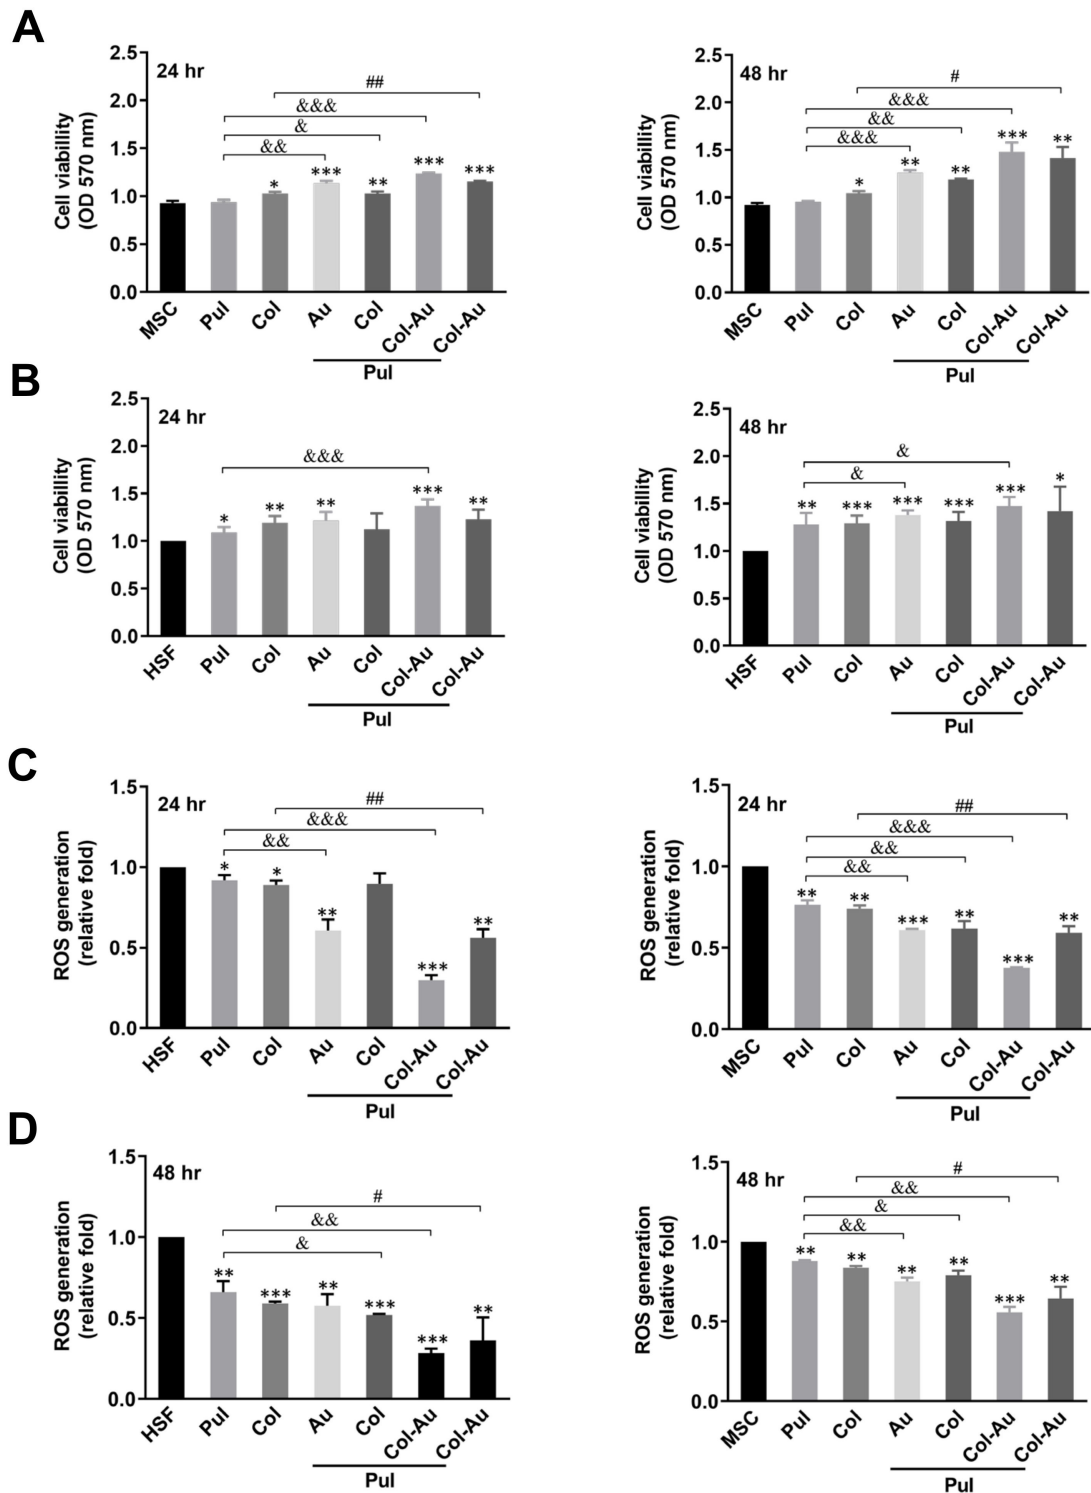 A
24 hr
Cell viabillity
(OD 570 nm)
2.5
2.0
1.5
1.0
0.5
0.0
##
&&&
&
&&
* *** ** *** ***
MSC Pul Col Au Col Col-Au Col-Au
Pul
48 hr
Cell viability
(OD 570 nm)
2.5
2.0
1.5
1.0
0.5
0.0
#
&&&
&&
&&&
* ** ** *** **
MSC Pul Col Au Col Col-Au Col-Au
Pul
B
24 hr
Cell viabillity
(OD 570 nm)
2.5
2.0
1.5
1.0
0.5
0.0
&&&
* ** ** *** **
HSF Pul Col Au Col Col-Au Col-Au
Pul
48 hr
Cell viability
(OD 570 nm)
2.5
2.0
1.5
1.0
0.5
0.0
&
&
** *** *** *** *** *
HSF Pul Col Au Col Col-Au Col-Au
Pul
C
24 hr
ROS generation
(relative fold)
1.5
1.0
0.5
0.0
##
&&&
&&
* * ** *** **
HSF Pul Col Au Col Col-Au Col-Au
Pul
24 hr
ROS generation
(relative fold)
1.5
1.0
0.5
0.0
##
&&&
&&
&&
** ** *** ** *** **
MSC Pul Col Au Col Col-Au Col-Au
Pul
D
48 hr
ROS generation
(relative fold)
1.5
1.0
0.5
0.0
#
&&
&
** *** ** *** *** **
HSF Pul Col Au Col Col-Au Col-Au
Pul
48 hr
ROS generation
(relative fold)
1.5
1.0
0.5
0.0
#
&&
&
&&
** ** ** ** *** **
MSC Pul Col Au Col Col-Au Col-Au
Pul